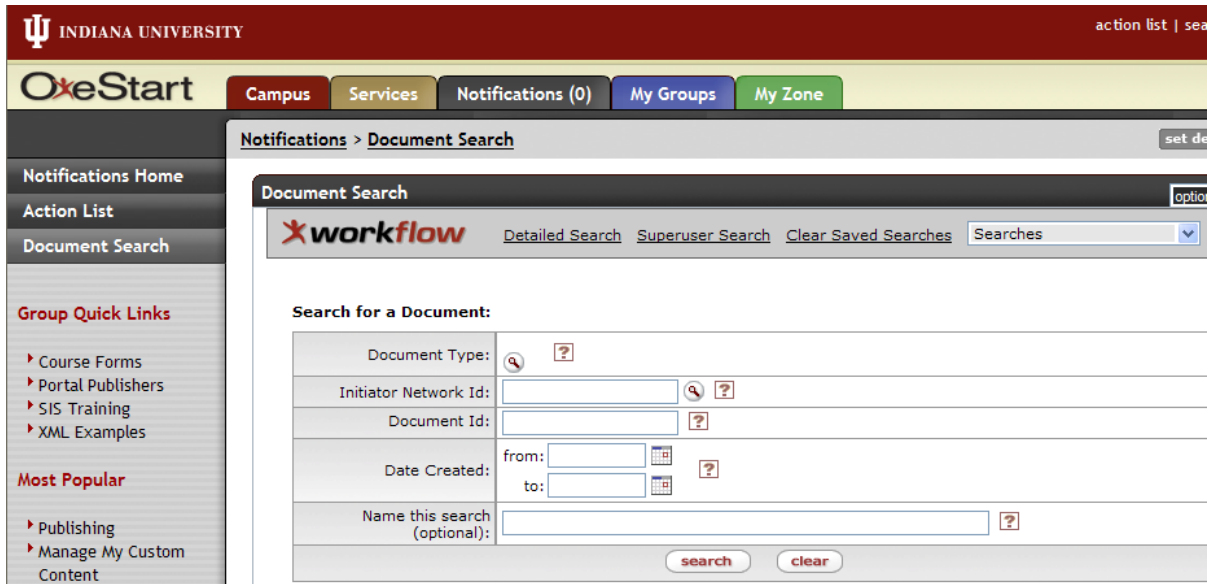 INDIANA UNIVERSITY
action list | sea
OneStart
Campus Services Notifications (0) My Groups My Zone
Notifications > Document Search
set de
Notifications Home
Action List
Document Search
Document Search
option
workflow Detailed Search Superuser Search Clear Saved Searches Searches
Group Quick Links
Course Forms
Portal Publishers
SIS Training
XML Examples
Most Popular
Publishing
Manage My Custom
Content
Search for a Document:
Document Type: ?
Initiator Network Id: ?
Document Id: ?
Date Created: from: ?
to:
Name this search
(optional): ?
search clear